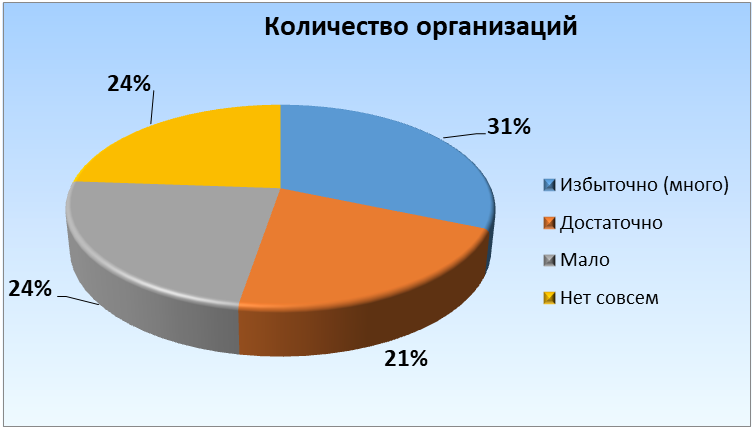 Количество организаций
24%
31%
Избыточно (много)
Достаточно
Мало
Нет совсем
24%
21%